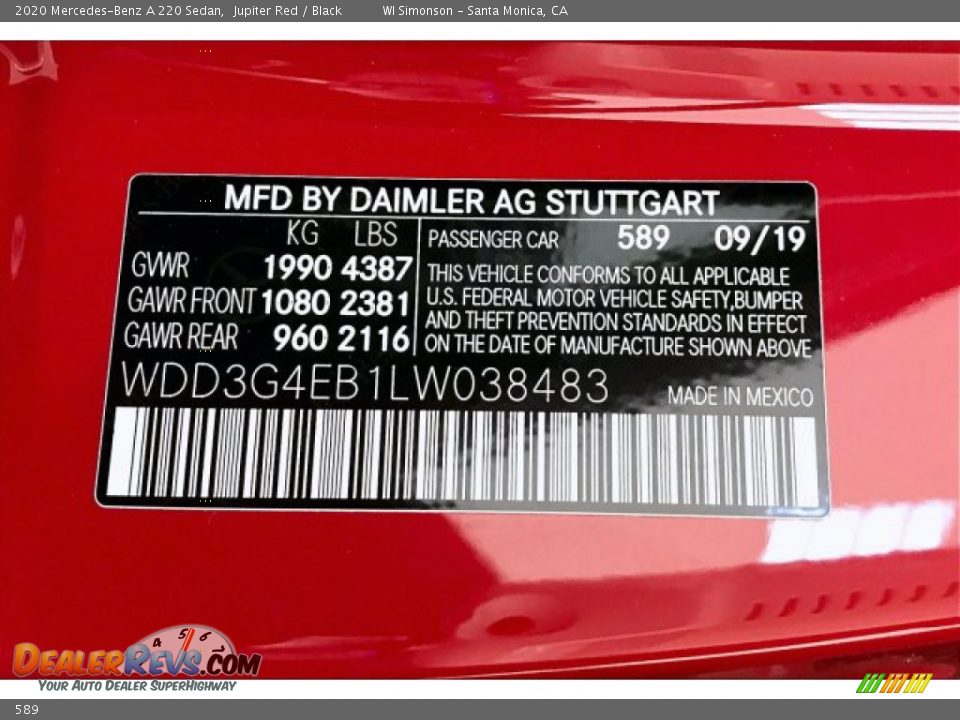 2020 Mercedes-Benz A 220 Sedan, Jupiter Red / Black WI Simonson - Santa Monica, CA
MFD BY DAIMLER AG STUTTGART
KG LBS
GVWR 1990 4387
GAWR FRONT 1080 2381
GAWR REAR 960 2116
PASSENGER CAR 589 09/19
THIS VEHICLE CONFORMS TO ALL APPLICABLE
U.S. FEDERAL MOTOR VEHICLE SAFETY,BUMPER
AND THEFT PREVENTION STANDARDS IN EFFECT
ON THE DATE OF MANUFACTURE SHOWN ABOVE
WDD3G4EB1LW038483
MADE IN MEXICO
4 5 6
DEALERREVS.COM
YOUR AUTO DEALER SUPERHIGHWAY
589